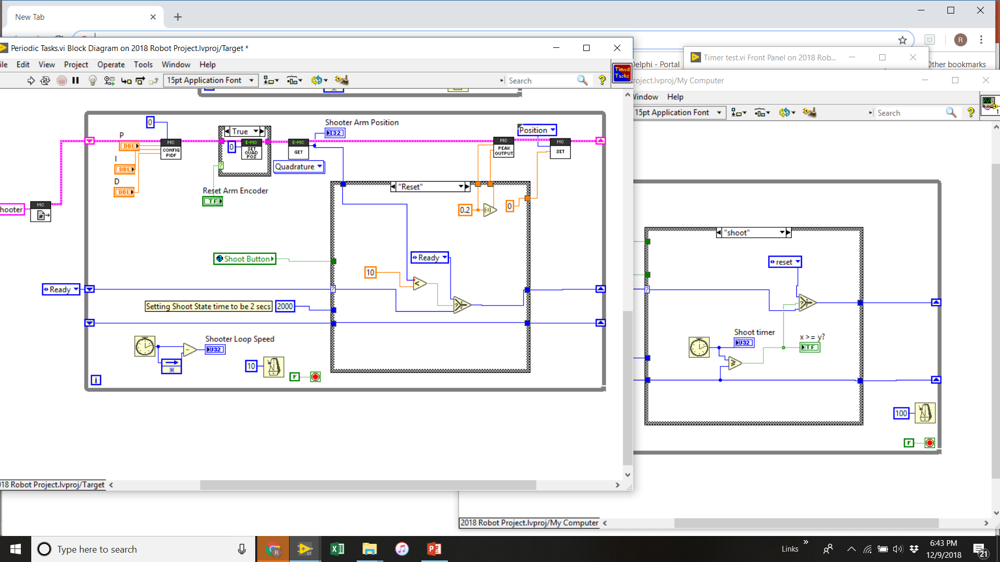 New Tab
R
Periodic Tasks.vi Block Diagram on 2018 Robot Project.lvproj/Target *
ile Edit View Project Operate Tools Window Help
Timed Tasks
15pt Application Font
Search
Delphi - Portal
Timer test.vi Front Panel on 2018 Rob...
Other bookmarks
roject.lvproj/My Computer
Window Help
15pt Application Font
Search
1
Shooter Arm Position
0
True
I32
Position
P
DBL
MC CONFIG PIDF
0
E-MC SET QUAD POS
E-MC GET
MC PEAK OUTPUT
MC SET
I
DBL
Quadrature
D
DBL
Reset Arm Encoder
TF
"Reset"
hooter
MC
0.2
0
"shoot"
Shoot Button
Ready
reset
10
Ready
Setting Shoot State time to be 2 secs
2000
Shooter Loop Speed
U32
10
F
i
Shoot timer
U32
x >= y?
TF
100
F
018 Robot Project.lvproj/Target
2018 Robot Project.lvproj/My Computer
Type here to search
R
17
Links
6:43 PM
12/9/2018
21